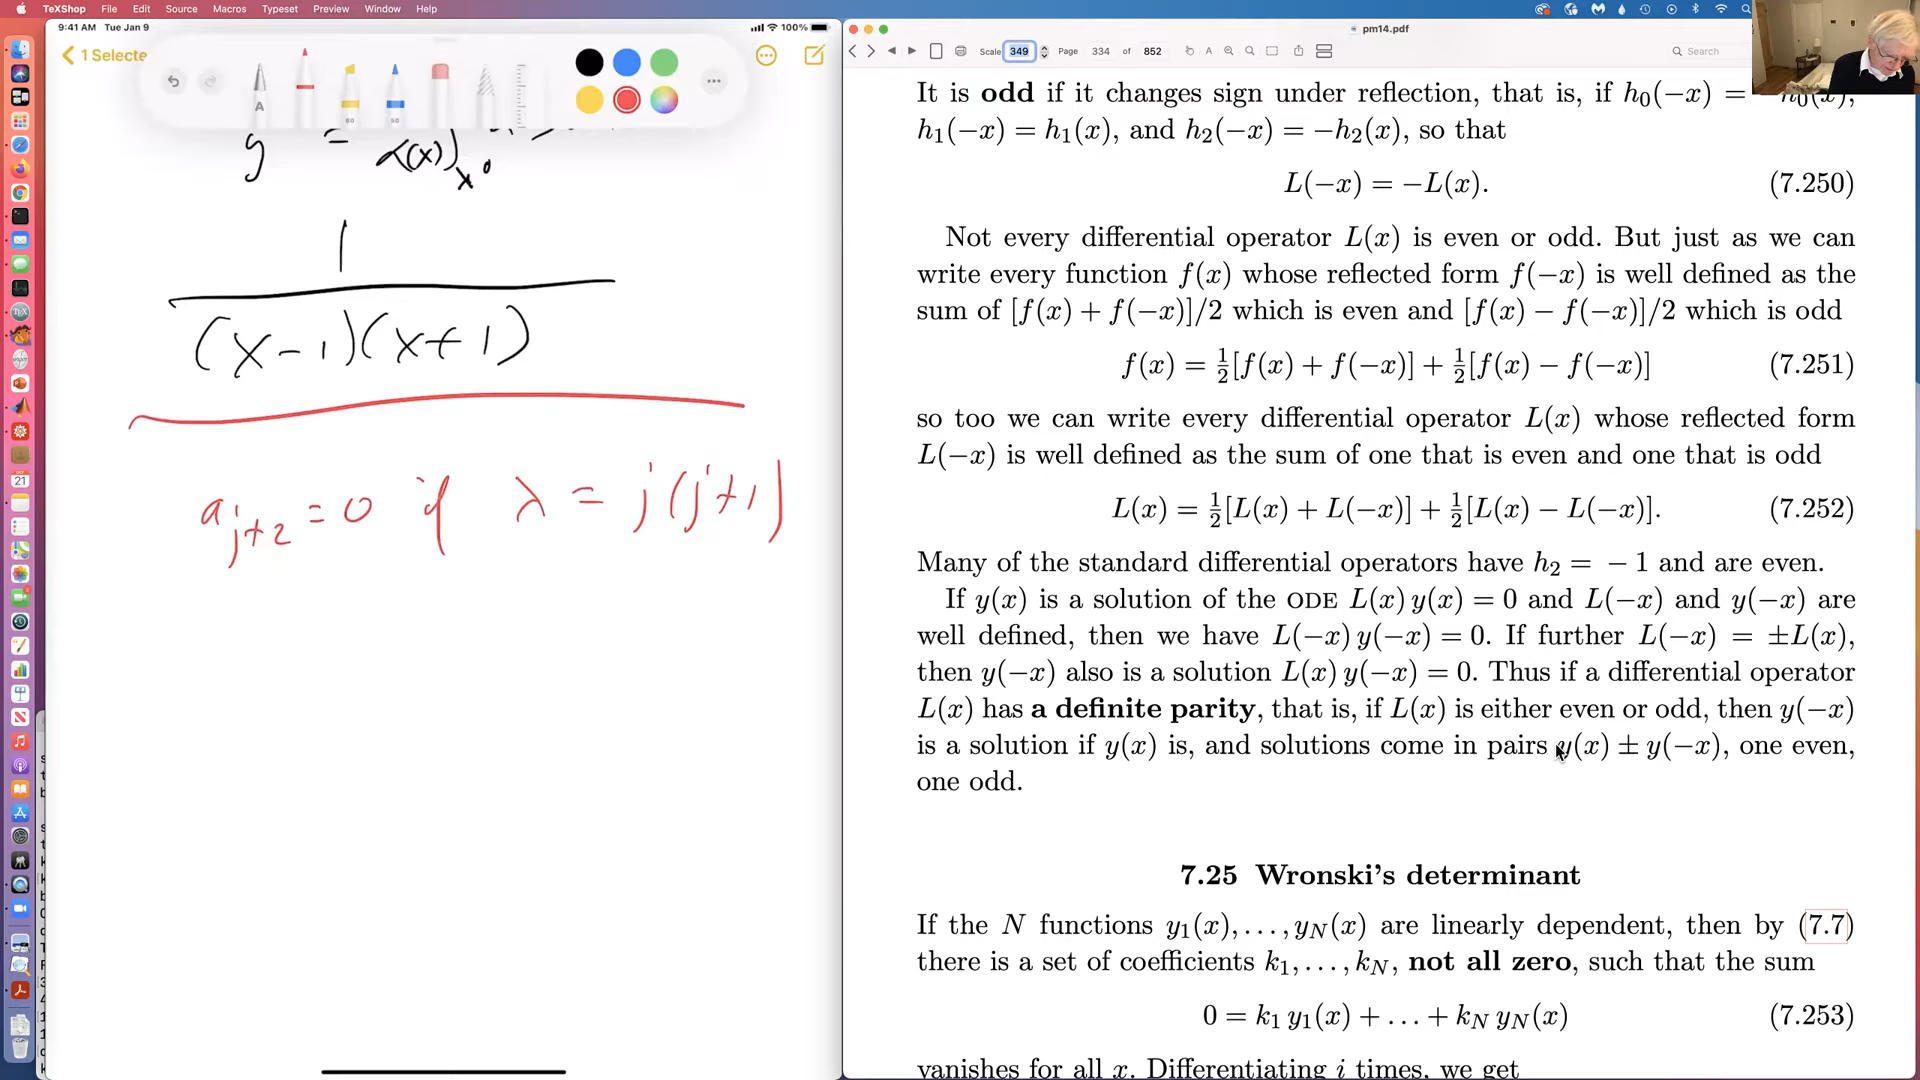 TeXShop File Edit Source Macros Typeset Preview Window Help
9:41 AM Tue Jan 9
100%
1 Selecte
y =
α(x)
x⁰
1
(x-1)(x+1)
a_{j+2} = 0 if λ = j(j+1)
pm14.pdf
Scale 349 Page 334 of 852
Search
It is odd if it changes sign under reflection, that is, if h₀(−x) =
h₁(−x) = h₁(x), and h₂(−x) = −h₂(x), so that
L(−x) = −L(x). (7.250)
Not every differential operator L(x) is even or odd. But just as we can
write every function f(x) whose reflected form f(−x) is well defined as the
sum of [f(x) + f(−x)]/2 which is even and [f(x) − f(−x)]/2 which is odd
f(x) = ½[f(x) + f(−x)] + ½[f(x) − f(−x)] (7.251)
so too we can write every differential operator L(x) whose reflected form
L(−x) is well defined as the sum of one that is even and one that is odd
L(x) = ½[L(x) + L(−x)] + ½[L(x) − L(−x)]. (7.252)
Many of the standard differential operators have h₂ = −1 and are even.
If y(x) is a solution of the ODE L(x) y(x) = 0 and L(−x) and y(−x) are
well defined, then we have L(−x) y(−x) = 0. If further L(−x) = ±L(x),
then y(−x) also is a solution L(x) y(−x) = 0. Thus if a differential operator
L(x) has a definite parity, that is, if L(x) is either even or odd, then y(−x)
is a solution if y(x) is, and solutions come in pairs y(x) ± y(−x), one even,
one odd.
7.25 Wronski's determinant
If the N functions y₁(x), . . . , y_N(x) are linearly dependent, then by (7.7)
there is a set of coefficients k₁, . . . , k_N, not all zero, such that the sum
0 = k₁ y₁(x) + . . . + k_N y_N(x) (7.253)
vanishes for all x. Differentiating i times, we get